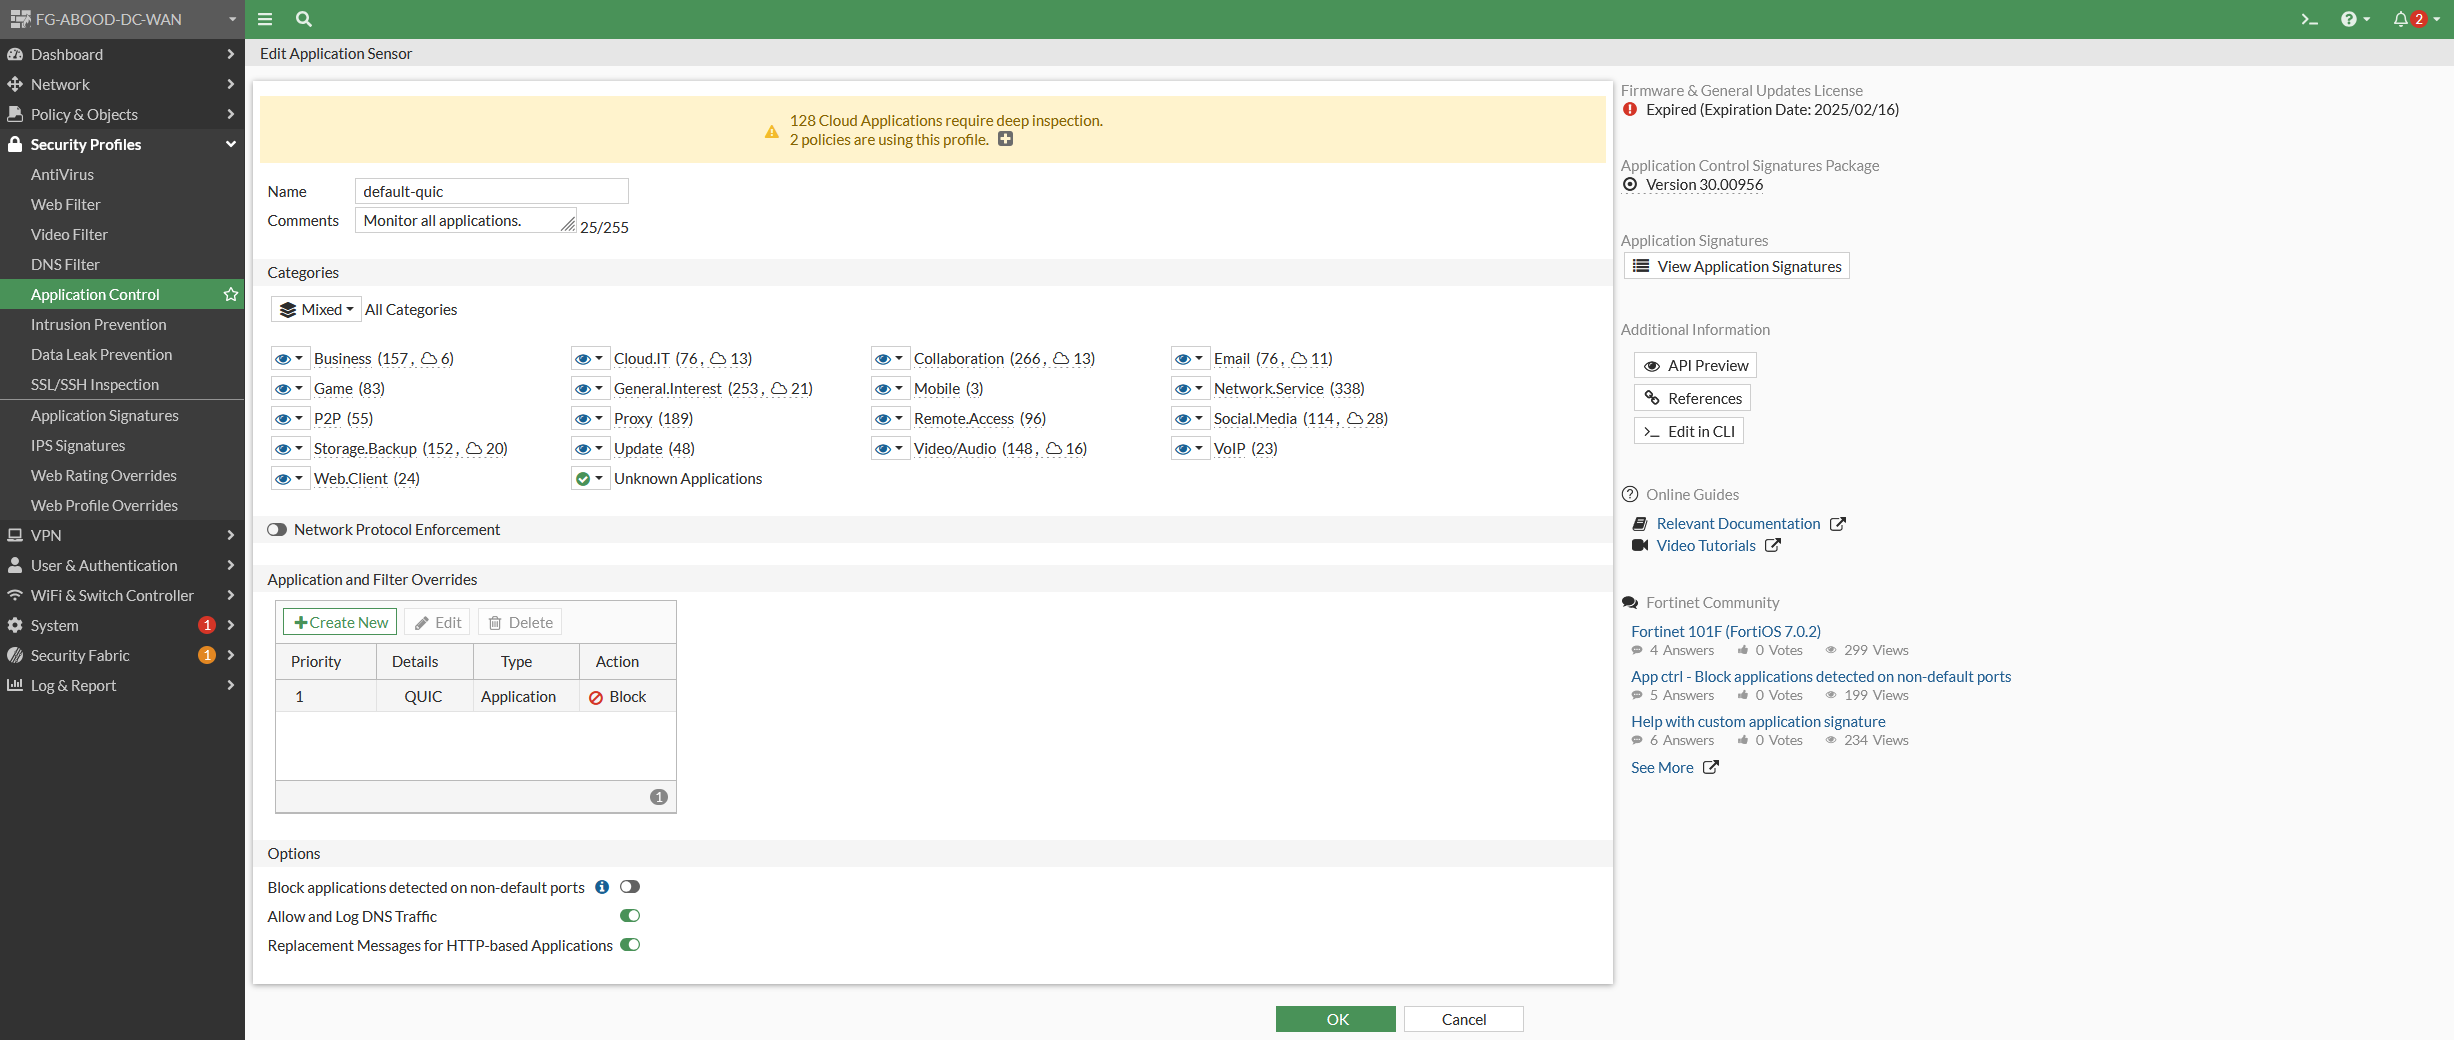 FG-ABOOD-DC-WAN
2
Dashboard
Network
Policy & Objects
Security Profiles
AntiVirus
Web Filter
Video Filter
DNS Filter
Application Control
Intrusion Prevention
Data Leak Prevention
SSL/SSH Inspection
Application Signatures
IPS Signatures
Web Rating Overrides
Web Profile Overrides
VPN
User & Authentication
WiFi & Switch Controller
System 1
Security Fabric 1
Log & Report
Edit Application Sensor
128 Cloud Applications require deep inspection.
2 policies are using this profile.
Name default-quic
Comments Monitor all applications. 25/255
Categories
Mixed All Categories
Business (157, 6) Cloud.IT (76, 13) Collaboration (266, 13) Email (76, 11)
Game (83) General.Interest (253, 21) Mobile (3) Network.Service (338)
P2P (55) Proxy (189) Remote.Access (96) Social.Media (114, 28)
Storage.Backup (152, 20) Update (48) Video/Audio (148, 16) VoIP (23)
Web.Client (24) Unknown Applications
Network Protocol Enforcement
Application and Filter Overrides
Create New Edit Delete
Priority Details Type Action
1 QUIC Application Block
1
Options
Block applications detected on non-default ports
Allow and Log DNS Traffic
Replacement Messages for HTTP-based Applications
OK Cancel
Firmware & General Updates License
Expired (Expiration Date: 2025/02/16)
Application Control Signatures Package
Version 30.00956
Application Signatures
View Application Signatures
Additional Information
API Preview
References
Edit in CLI
Online Guides
Relevant Documentation
Video Tutorials
Fortinet Community
Fortinet 101F (FortiOS 7.0.2)
4 Answers 0 Votes 299 Views
App ctrl - Block applications detected on non-default ports
5 Answers 0 Votes 199 Views
Help with custom application signature
6 Answers 0 Votes 234 Views
See More